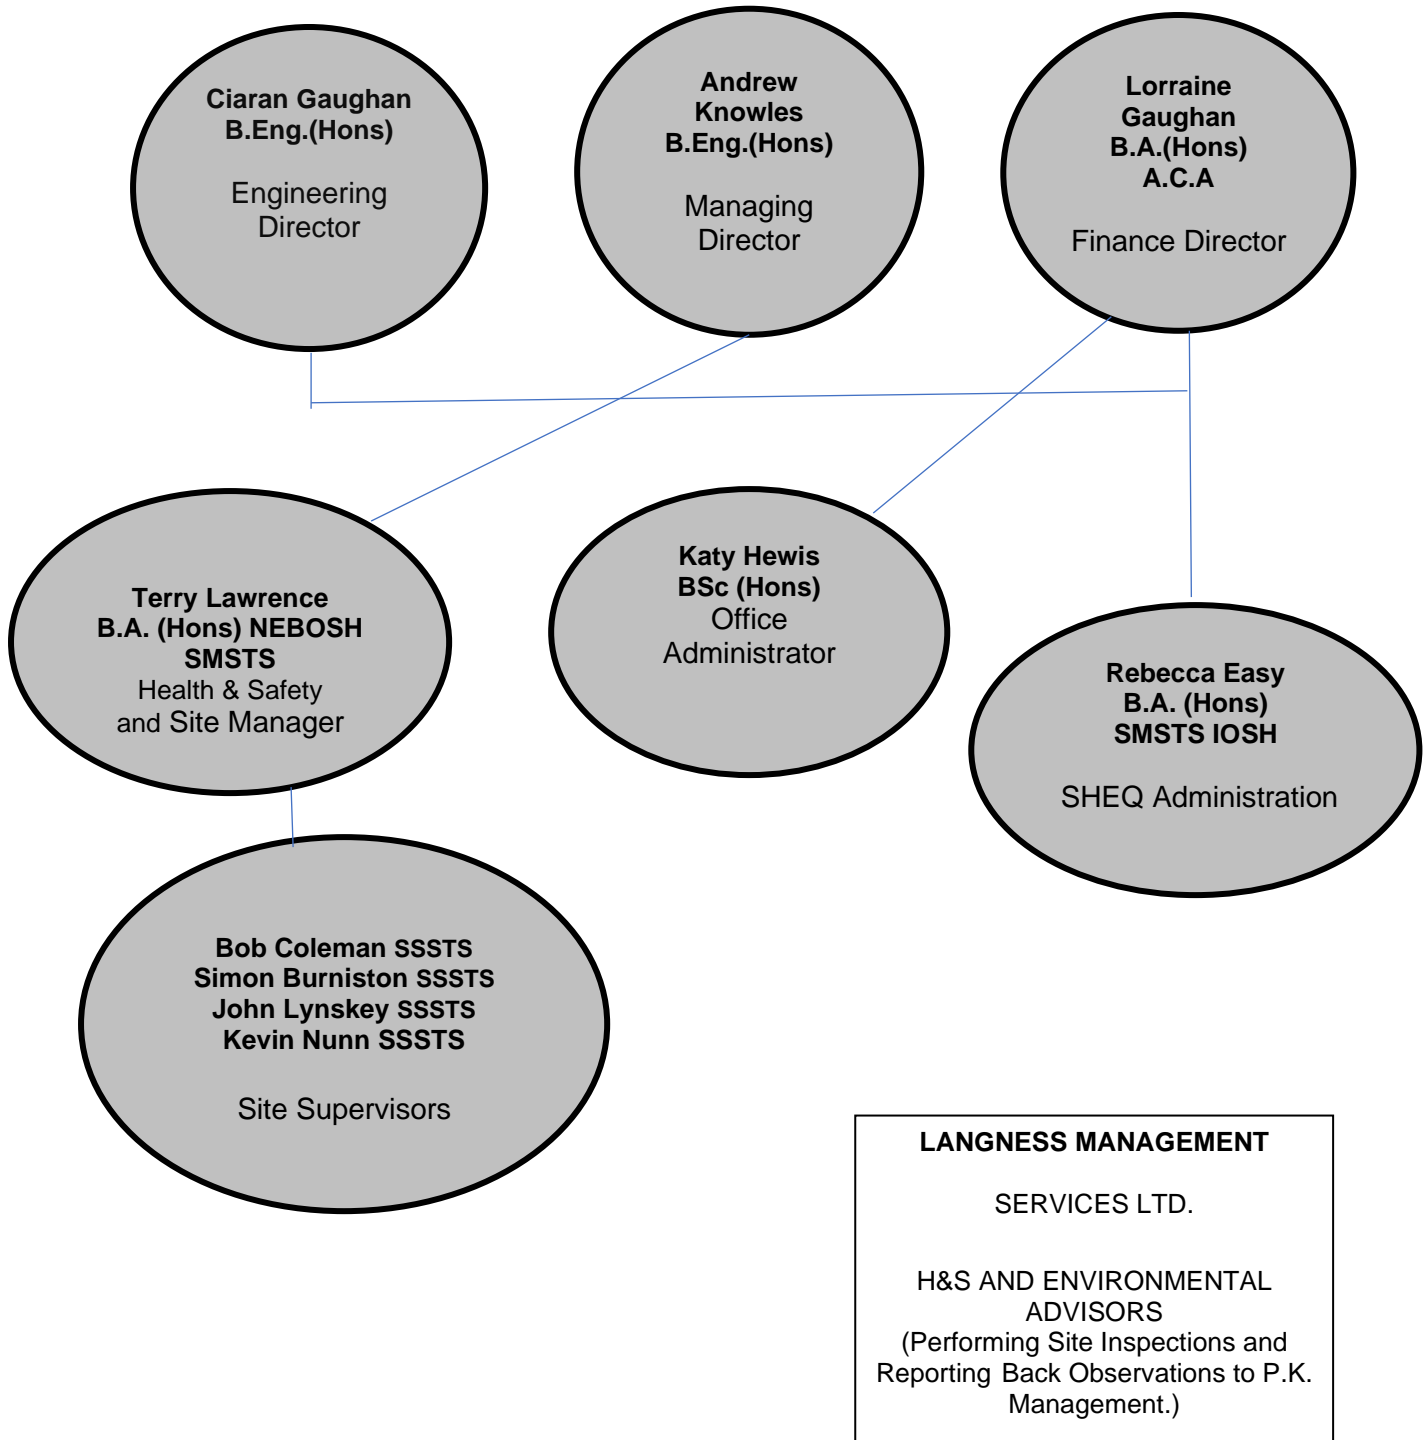 Ciaran Gaughan
B.Eng.(Hons)
Engineering
Director
Andrew
Knowles
B.Eng.(Hons)
Managing
Director
Lorraine
Gaughan
B.A.(Hons)
A.C.A
Finance Director
Terry Lawrence
B.A. (Hons) NEBOSH
SMSTS
Health & Safety
and Site Manager
Katy Hewis
BSc (Hons)
Office
Administrator
Rebecca Easy
B.A. (Hons)
SMSTS IOSH
SHEQ Administration
Bob Coleman SSSTS
Simon Burniston SSSTS
John Lynskey SSSTS
Kevin Nunn SSSTS
Site Supervisors
LANGNESS MANAGEMENT
SERVICES LTD.
H&S AND ENVIRONMENTAL
ADVISORS
(Performing Site Inspections and
Reporting Back Observations to P.K.
Management.)